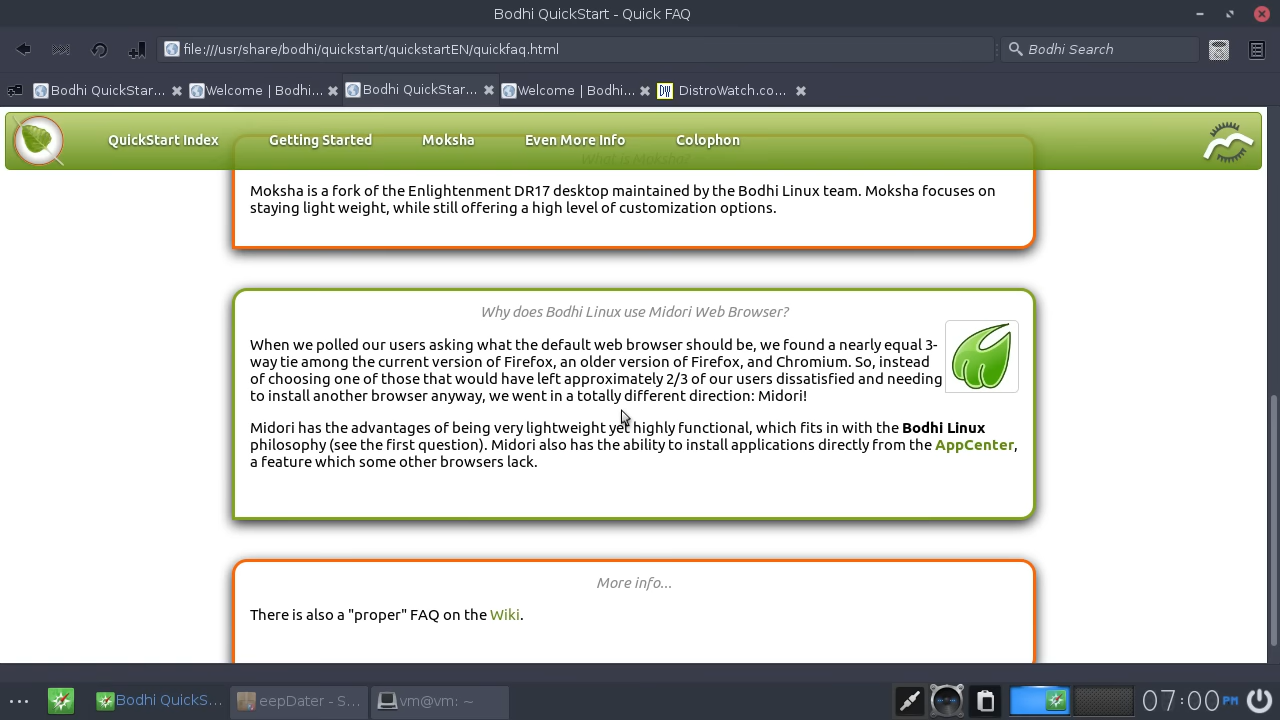 Bodhi QuickStart - Quick FAQ
file:///usr/share/bodhi/quickstart/quickstartEN/quickfaq.html
Bodhi Search
Bodhi QuickStar...
Welcome | Bodhi...
Bodhi QuickStar...
Welcome | Bodhi...
DW
DistroWatch.co...
QuickStart Index
Getting Started
Moksha
Even More Info
Colophon
What is Moksha?
Moksha is a fork of the Enlightenment DR17 desktop maintained by the Bodhi Linux team. Moksha focuses on
staying light weight, while still offering a high level of customization options.
Why does Bodhi Linux use Midori Web Browser?
When we polled our users asking what the default web browser should be, we found a nearly equal 3-
way tie among the current version of Firefox, an older version of Firefox, and Chromium. So, instead
of choosing one of those that would have left approximately 2/3 of our users dissatisfied and needing
to install another browser anyway, we went in a totally different direction: Midori!
Midori has the advantages of being very lightweight yet highly functional, which fits in with the Bodhi Linux
philosophy (see the first question). Midori also has the ability to install applications directly from the AppCenter,
a feature which some other browsers lack.
More info...
There is also a "proper" FAQ on the Wiki.
Bodhi QuickS...
eepDater - S...
vm@vm: ~
07:00 PM